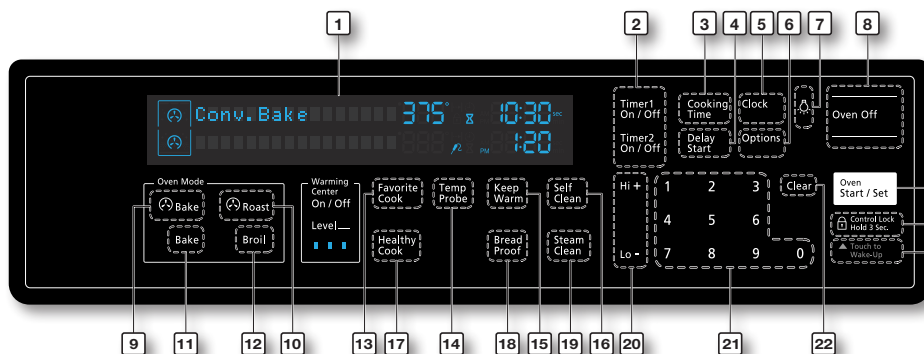 1
2
3
4
5
6
7
8
Conv.Bake
375°
10:30 sec
PM
1:20
Timer1
On / Off
Timer2
On / Off
Cooking
Time
Delay
Start
Clock
Options
Oven Off
Oven Mode
Bake
Roast
Bake
Broil
Warming
Center
On / Off
Level__
Favorite
Cook
Temp
Probe
Keep
Warm
Self
Clean
Healthy
Cook
Bread
Proof
Steam
Clean
Hi +
Lo -
1 2 3
4 5 6
7 8 9 0
Clear
Oven
Start / Set
Control Lock
Hold 3 Sec.
Touch to
Wake-Up
9
11
12
10
13
17
14
18
15
19
16
20
21
22